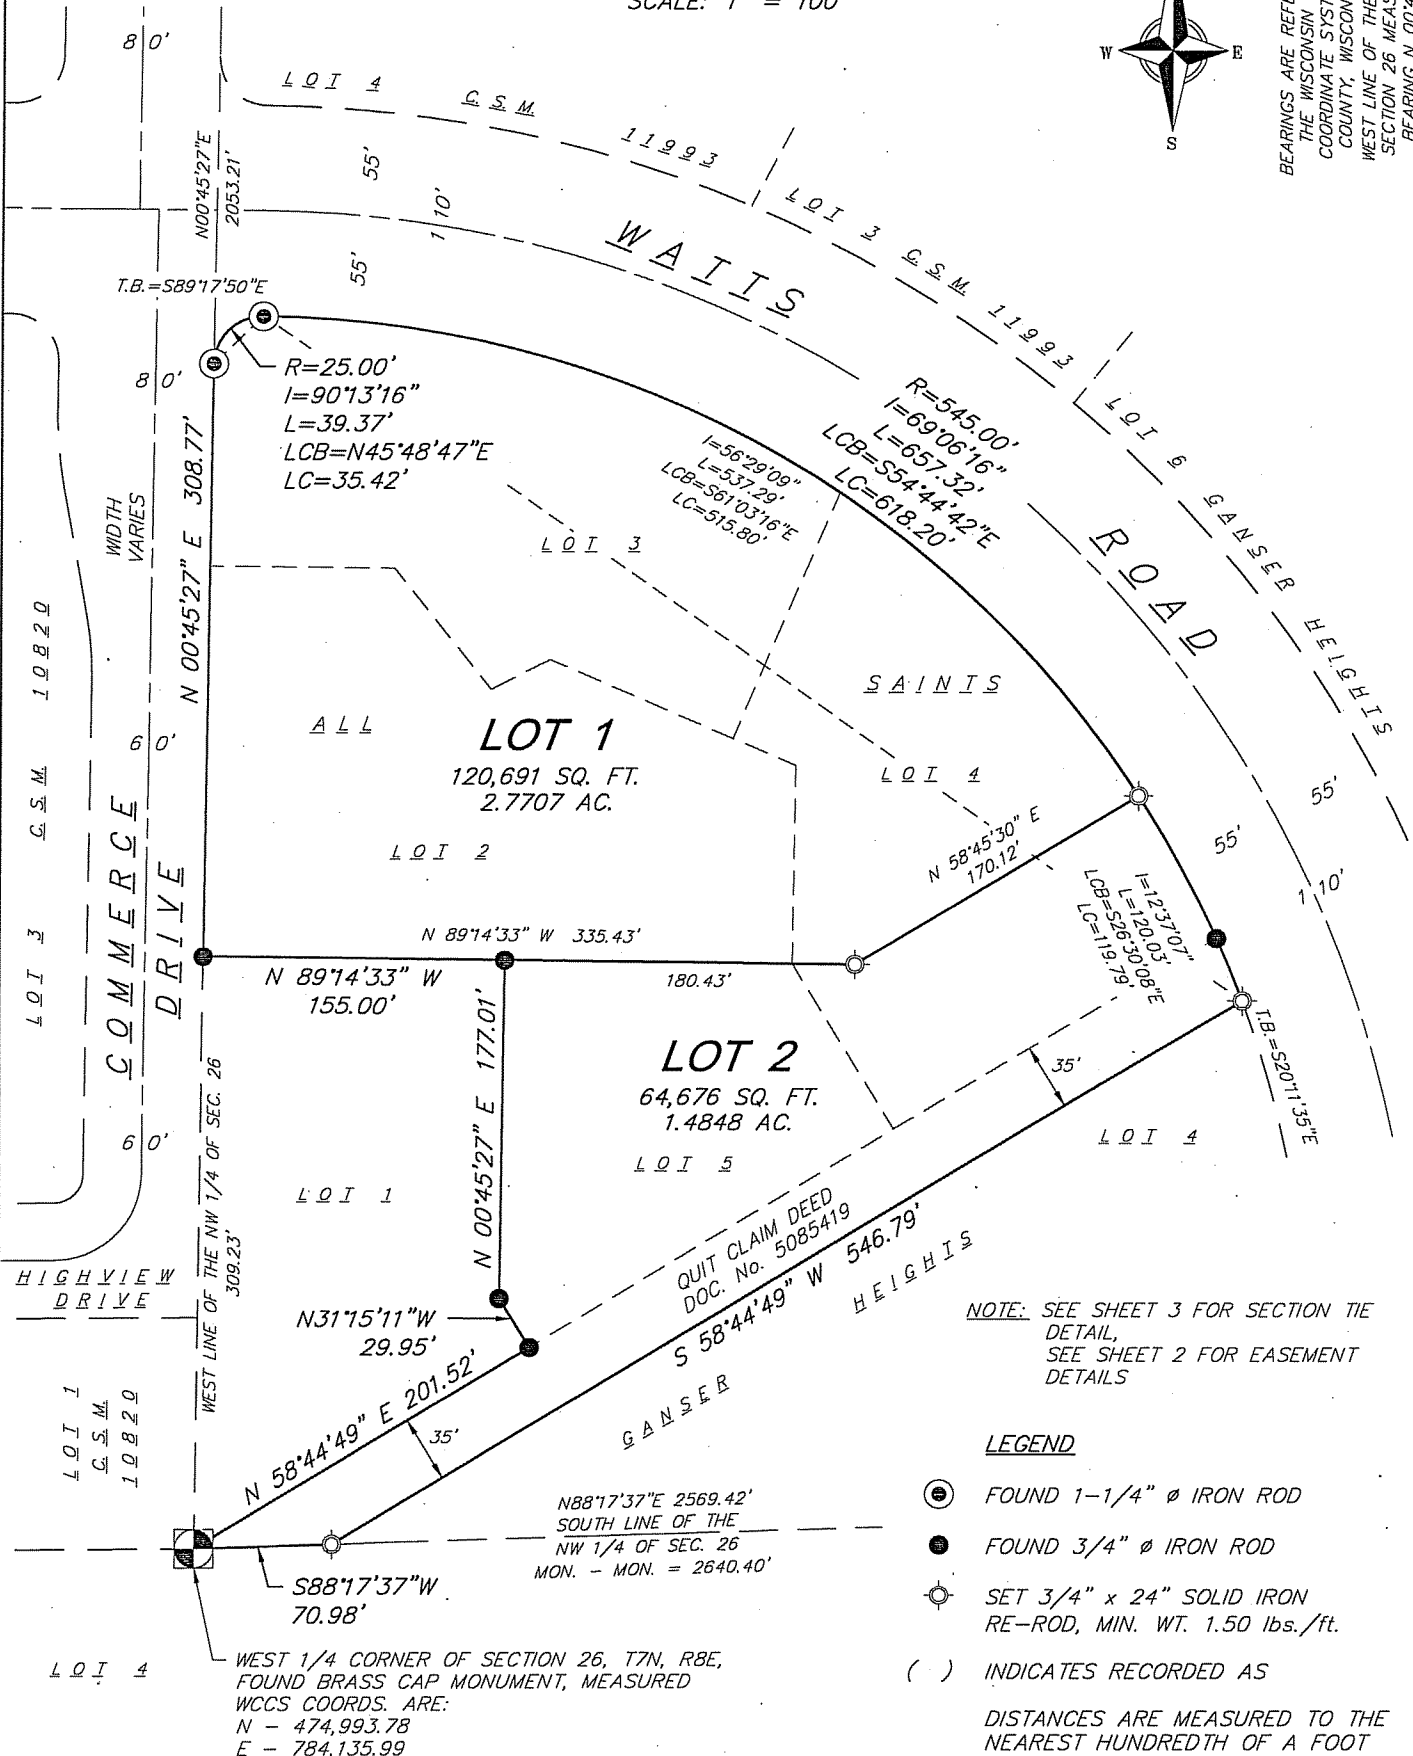 SCALE: 1" = 100'
W
E
S
BEARINGS ARE REFE
THE WISCONSIN
COORDINATE SYST
COUNTY, WISCON
WEST LINE OF THE
SECTION 26 MEAS
BEARING N 00°4
80'
LOT 4
C.S.M.
11993
N00°45'27"E
2053.21'
55'
110'
55'
LOT 3 C.S.M. 11993
WATTS
T.B.=S89°17'50"E
80'
R=25.00'
I=90°13'16"
L=39.37'
LCB=N45°48'47"E
LC=35.42'
R=545.00'
I=69°06'16"
L=657.32'
LCB=S54°44'42"E
LC=618.20'
I=56°29'09"
L=537.29'
LCB=S61°03'16"E
LC=515.80'
LOT 6 GANSER HEIGHTS
N 00°45'27" E 308.77'
WIDTH
VARIES
LOT 3
ROAD
LOT 3 C.S.M. 10820
SAINTS
ALL
LOT 1
120,691 SQ. FT.
2.7707 AC.
60'
LOT 4
55'
55'
110'
COMMERCE
DRIVE
LOT 2
N 58°45'30" E
170.12'
I=12°37'07"
L=120.03'
LCB=S26°30'08"E
LC=119.79'
N 89°14'33" W 335.43'
N 89°14'33" W
155.00'
180.43'
N 00°45'27" E 177.01'
LOT 2
64,676 SQ. FT.
1.4848 AC.
35'
T.B.=S20°11'35"E
60'
LOT 4
LOT 5
LOT 1
WEST LINE OF THE NW 1/4 OF SEC. 26
309.23'
QUIT CLAIM DEED
DOC. No. 5085419
S 58°44'49" W 546.79'
HIGHVIEW
DRIVE
GANSER HEIGHTS
N31°15'11"W
29.95'
NOTE: SEE SHEET 3 FOR SECTION TIE
DETAIL,
SEE SHEET 2 FOR EASEMENT
DETAILS
N 58°44'49" E 201.52'
35'
LOT 1
C.S.M.
10820
LEGEND
FOUND 1-1/4" ø IRON ROD
FOUND 3/4" ø IRON ROD
SET 3/4" x 24" SOLID IRON
RE-ROD, MIN. WT. 1.50 lbs./ft.
( ) INDICATES RECORDED AS
DISTANCES ARE MEASURED TO THE
NEAREST HUNDREDTH OF A FOOT
N88°17'37"E 2569.42'
SOUTH LINE OF THE
NW 1/4 OF SEC. 26
MON. - MON. = 2640.40'
S88°17'37"W
70.98'
LOT 4
WEST 1/4 CORNER OF SECTION 26, T7N, R8E,
FOUND BRASS CAP MONUMENT, MEASURED
WCCS COORDS. ARE:
N - 474,993.78
E - 784,135.99